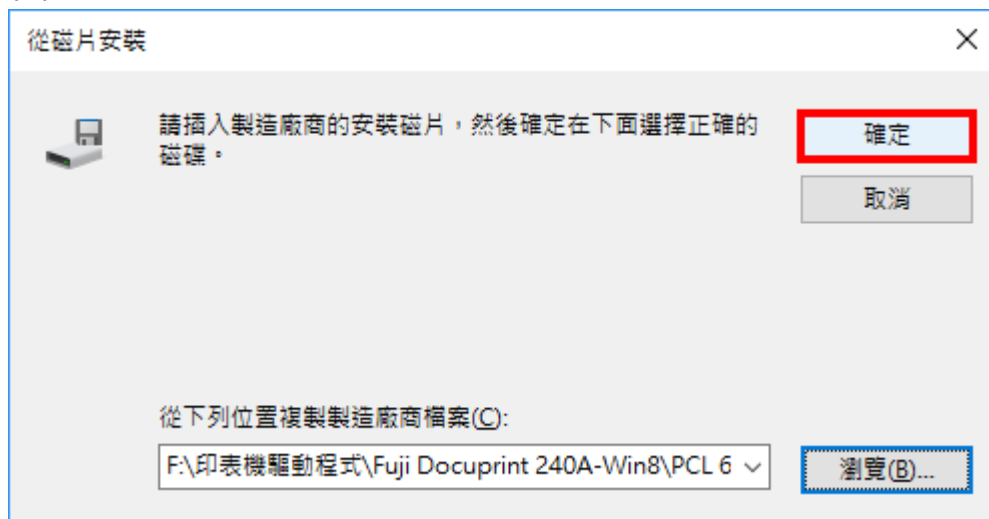 從磁片安裝
請插入製造廠商的安裝磁片，然後確定在下面選擇正確的
磁碟。
確定
取消
從下列位置複製製造廠商檔案(C):
F:\印表機驅動程式\Fuji Docuprint 240A-Win8\PCL 6
瀏覽(B)...